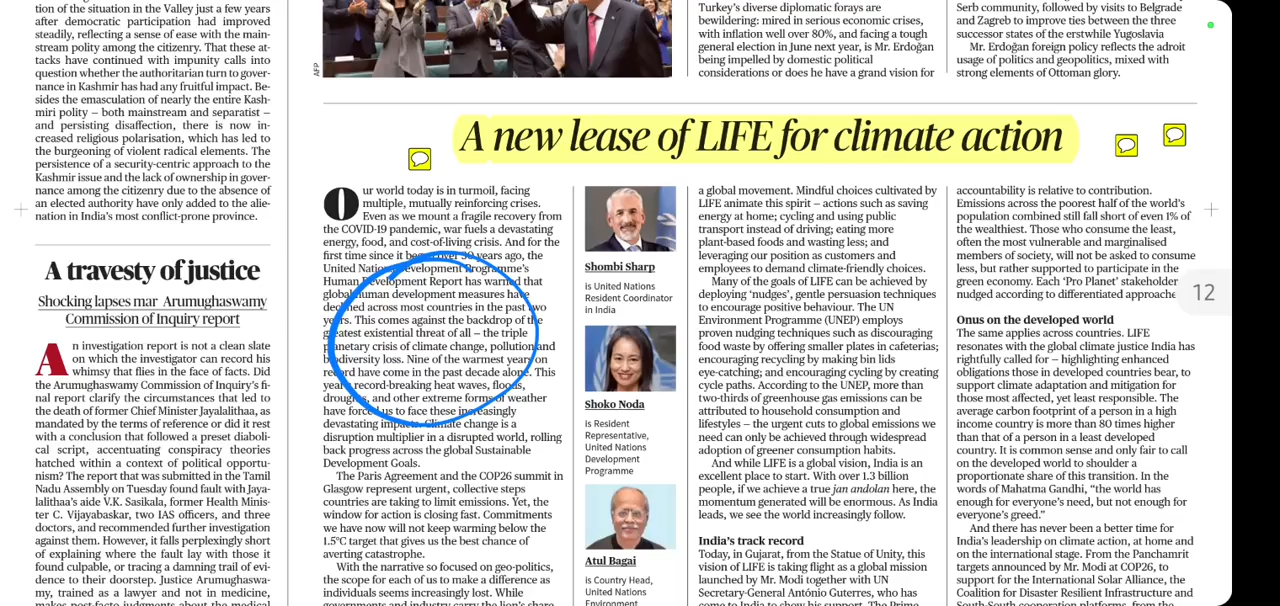 tion of the situation in the Valley just a few years
after democratic participation had improved
steadily, reflecting a sense of ease with the main-
stream polity among the citizenry. That these at-
tacks have continued with impunity calls into
question whether the authoritarian turn to gover-
nance in Kashmir has had any fruitful impact. Be-
sides the emasculation of nearly the entire Kash-
miri polity – both mainstream and separatist –
and persisting disaffection, there is now in-
creased religious polarisation, which has led to
the burgeoning of violent radical elements. The
persistence of a security-centric approach to the
Kashmir issue and the lack of ownership in gover-
nance among the citizenry due to the absence of
an elected authority have only added to the alie-
nation in India's most conflict-prone province.
A travesty of justice
Shocking lapses mar Arumughaswamy
Commission of Inquiry report
An investigation report is not a clean slate
on which the investigator can record his
whimsy that flies in the face of facts. Did
the Arumughaswamy Commission of Inquiry's fi-
nal report clarify the circumstances that led to
the death of former Chief Minister Jayalalithaa, as
mandated by the terms of reference or did it rest
with a conclusion that followed a preset diaboli-
cal script, accentuating conspiracy theories
hatched within a context of political opportu-
nism? The report that was submitted in the Tamil
Nadu Assembly on Tuesday found fault with Jaya-
lalithaa's aide V.K. Sasikala, former Health Minis-
ter C. Vijayabaskar, two IAS officers, and three
doctors, and recommended further investigation
against them. However, it falls perplexingly short
of explaining where the fault lay with those it
found culpable, or tracing a damning trail of evi-
dence to their doorstep. Justice Arumughaswa-
my, trained as a lawyer and not in medicine,
makes post-facto judgments about the medical
AFP
Turkey's diverse diplomatic forays are
bewildering: mired in serious economic crises,
with inflation well over 80%, and facing a tough
general election in June next year, is Mr. Erdoğan
being impelled by domestic political
considerations or does he have a grand vision for
Serb community, followed by visits to Belgrade
and Zagreb to improve ties between the three
successor states of the erstwhile Yugoslavia
Mr. Erdoğan foreign policy reflects the adroit
usage of politics and geopolitics, mixed with
strong elements of Ottoman glory.
A new lease of LIFE for climate action
Our world today is in turmoil, facing
multiple, mutually reinforcing crises.
Even as we mount a fragile recovery from
the COVID-19 pandemic, war fuels a devastating
energy, food, and cost-of-living crisis. And for the
first time since it began over 30 years ago, the
United Nations Development Programme's
Human Development Report has warned that
global human development measures have
declined across most countries in the past two
years. This comes against the backdrop of the
greatest existential threat of all – the triple
planetary crisis of climate change, pollution and
biodiversity loss. Nine of the warmest years on
record have come in the past decade alone. This
year, record-breaking heat waves, floods,
droughts, and other extreme forms of weather
have forced us to face these increasingly
devastating impacts. Climate change is a
disruption multiplier in a disrupted world, rolling
back progress across the global Sustainable
Development Goals.
The Paris Agreement and the COP26 summit in
Glasgow represent urgent, collective steps
countries are taking to limit emissions. Yet, the
window for action is closing fast. Commitments
we have now will not keep warming below the
1.5°C target that gives us the best chance of
averting catastrophe.
With the narrative so focused on geo-politics,
the scope for each of us to make a difference as
individuals seems increasingly lost. While
governments and industry carry the lion's share
Shombi Sharp
is United Nations
Resident Coordinator
in India
Shoko Noda
is Resident
Representative,
United Nations
Development
Programme
Atul Bagai
is Country Head,
United Nations
Environment
a global movement. Mindful choices cultivated by
LIFE animate this spirit – actions such as saving
energy at home; cycling and using public
transport instead of driving; eating more
plant-based foods and wasting less; and
leveraging our position as customers and
employees to demand climate-friendly choices.
Many of the goals of LIFE can be achieved by
deploying 'nudges', gentle persuasion techniques
to encourage positive behaviour. The UN
Environment Programme (UNEP) employs
proven nudging techniques such as discouraging
food waste by offering smaller plates in cafeterias;
encouraging recycling by making bin lids
eye-catching; and encouraging cycling by creating
cycle paths. According to the UNEP, more than
two-thirds of greenhouse gas emissions can be
attributed to household consumption and
lifestyles – the urgent cuts to global emissions we
need can only be achieved through widespread
adoption of greener consumption habits.
And while LIFE is a global vision, India is an
excellent place to start. With over 1.3 billion
people, if we achieve a true jan andolan here, the
momentum generated will be enormous. As India
leads, we see the world increasingly follow.
India's track record
Today, in Gujarat, from the Statue of Unity, this
vision of LIFE is taking flight as a global mission
launched by Mr. Modi together with UN
Secretary-General António Guterres, who has
come to India to show his support. The Prime
accountability is relative to contribution.
Emissions across the poorest half of the world's
population combined still fall short of even 1% of
the wealthiest. Those who consume the least,
often the most vulnerable and marginalised
members of society, will not be asked to consume
less, but rather supported to participate in the
green economy. Each 'Pro Planet' stakeholder
nudged according to differentiated approache
12
Onus on the developed world
The same applies across countries. LIFE
resonates with the global climate justice India has
rightfully called for – highlighting enhanced
obligations those in developed countries bear, to
support climate adaptation and mitigation for
those most affected, yet least responsible. The
average carbon footprint of a person in a high
income country is more than 80 times higher
than that of a person in a least developed
country. It is common sense and only fair to call
on the developed world to shoulder a
proportionate share of this transition. In the
words of Mahatma Gandhi, "the world has
enough for everyone's need, but not enough for
everyone's greed."
And there has never been a better time for
India's leadership on climate action, at home and
on the international stage. From the Panchamrit
targets announced by Mr. Modi at COP26, to
support for the International Solar Alliance, the
Coalition for Disaster Resilient Infrastructure and
South-South cooperation platforms, from the